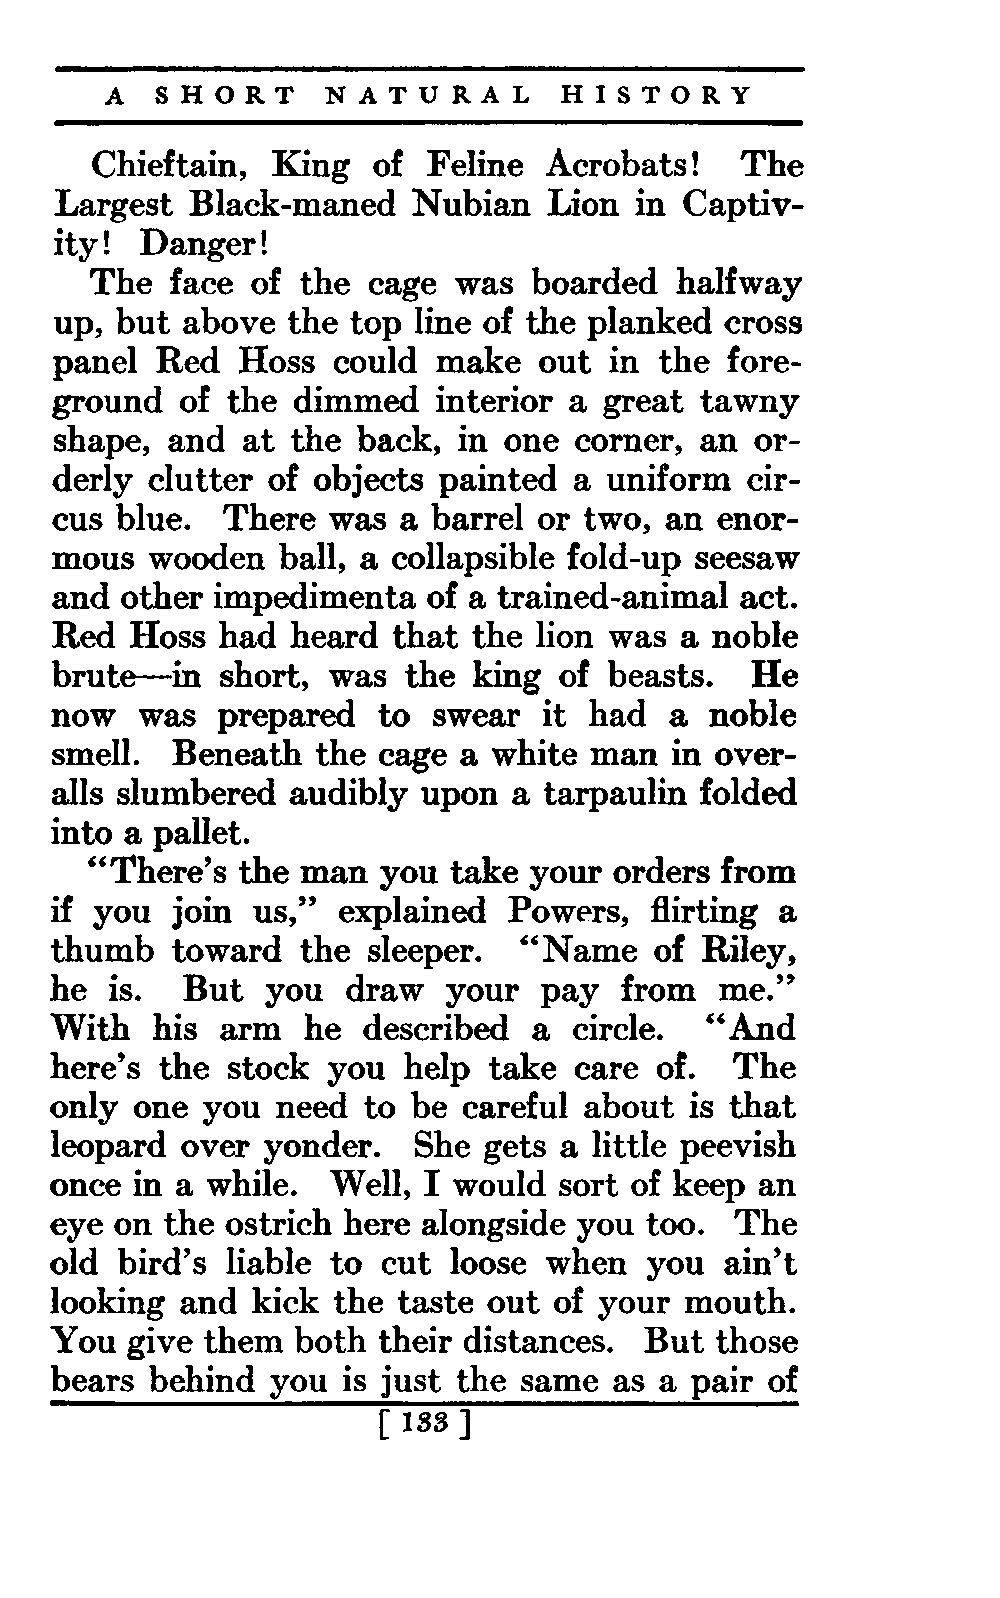 A SHORT NATURAL HISTORY
Chieftain, King of Feline Acrobats! The
Largest Black-maned Nubian Lion in Captiv-
ity! Danger!
The face of the cage was boarded halfway
up, but above the top line of the planked cross
panel Red Hoss could make out in the fore-
ground of the dimmed interior a great tawny
shape, and at the back, in one corner, an or-
derly clutter of objects painted a uniform cir-
cus blue. There was a barrel or two, an enor-
mous wooden ball, a collapsible fold-up seesaw
and other impedimenta of a trained-animal act.
Red Hoss had heard that the lion was a noble
brute—in short, was the king of beasts. He
now was prepared to swear it had a noble
smell. Beneath the cage a white man in over-
alls slumbered audibly upon a tarpaulin folded
into a pallet.
“There’s the man you take your orders from
if you join us,” explained Powers, flirting a
thumb toward the sleeper. “Name of Riley,
he is. But you draw your pay from me.”
With his arm he described a circle. “And
here’s the stock you help take care of. The
only one you need to be careful about is that
leopard over yonder. She gets a little peevish
once in a while. Well, I would sort of keep an
eye on the ostrich here alongside you too. The
old bird’s liable to cut loose when you ain’t
looking and kick the taste out of your mouth.
You give them both their distances. But those
bears behind you is just the same as a pair of
[ 133 ]